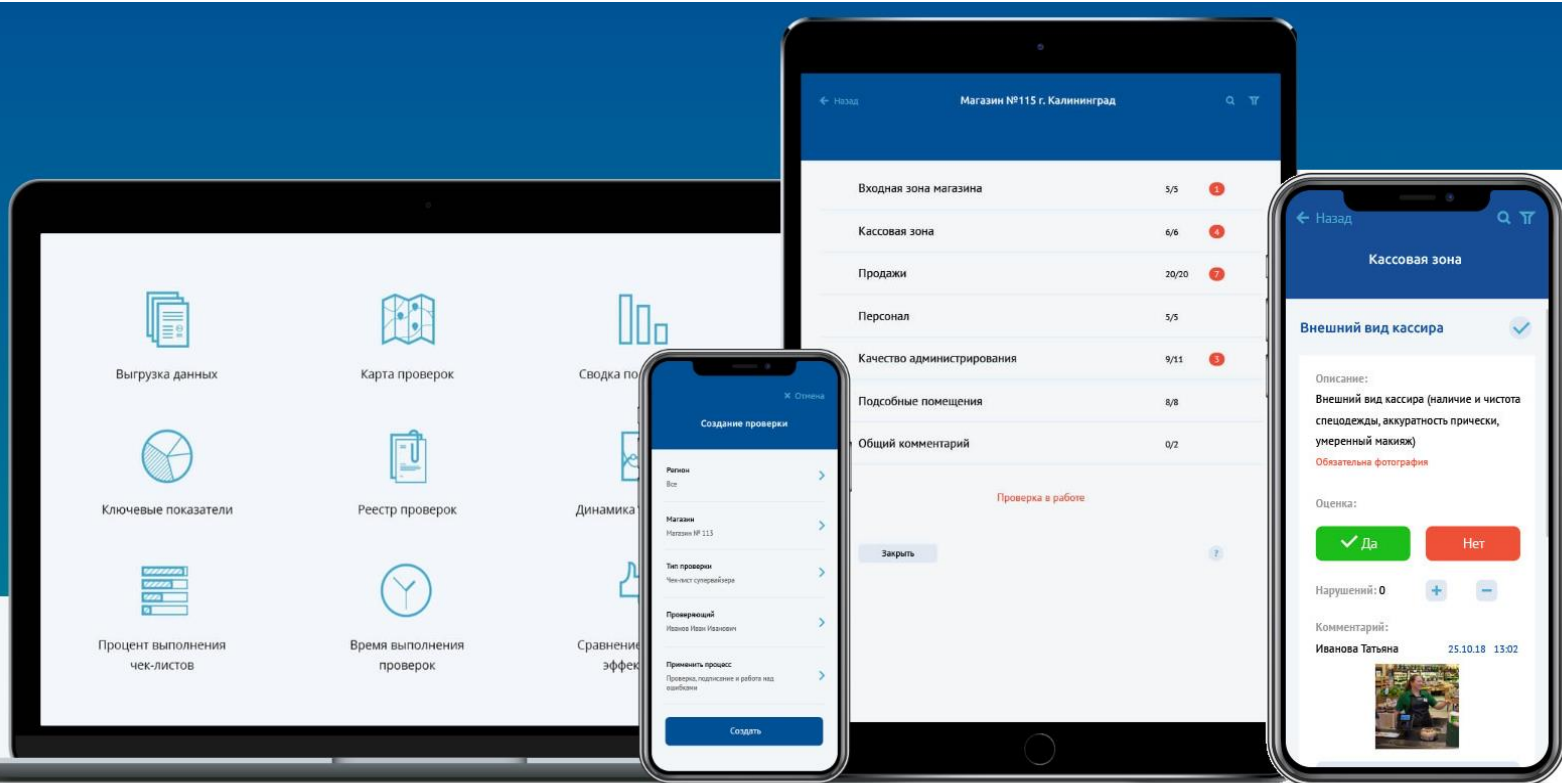 Выгрузка данных
Карта проверок
Сводка по
Ключевые показатели
Реестр проверок
Динамика
Процент выполнения
чек-листов
Время выполнения
проверок
Сравнение
эффек
× Отмена
Создание проверки
Регион
Все
Магазин
Магазин № 113
Тип проверки
Чек-лист супервайзера
Проверяющий
Иванов Иван Иванович
Применить процесс
Проверка, подписание и работа над
ошибками
Создать
← Назад
Магазин №115 г. Калининград
Входная зона магазина 5/5 1
Кассовая зона 6/6 4
Продажи 20/20 7
Персонал 5/5
Качество администрирования 9/11 3
Подсобные помещения 8/8
Общий комментарий 0/2
Проверка в работе
Закрыть ?
← Назад
Кассовая зона
Внешний вид кассира
Описание:
Внешний вид кассира (наличие и чистота
спецодежды, аккуратность прически,
умеренный макияж)
Обязательна фотография
Оценка:
Да Нет
Нарушений: 0 + −
Комментарий:
Иванова Татьяна 25.10.18 13:02